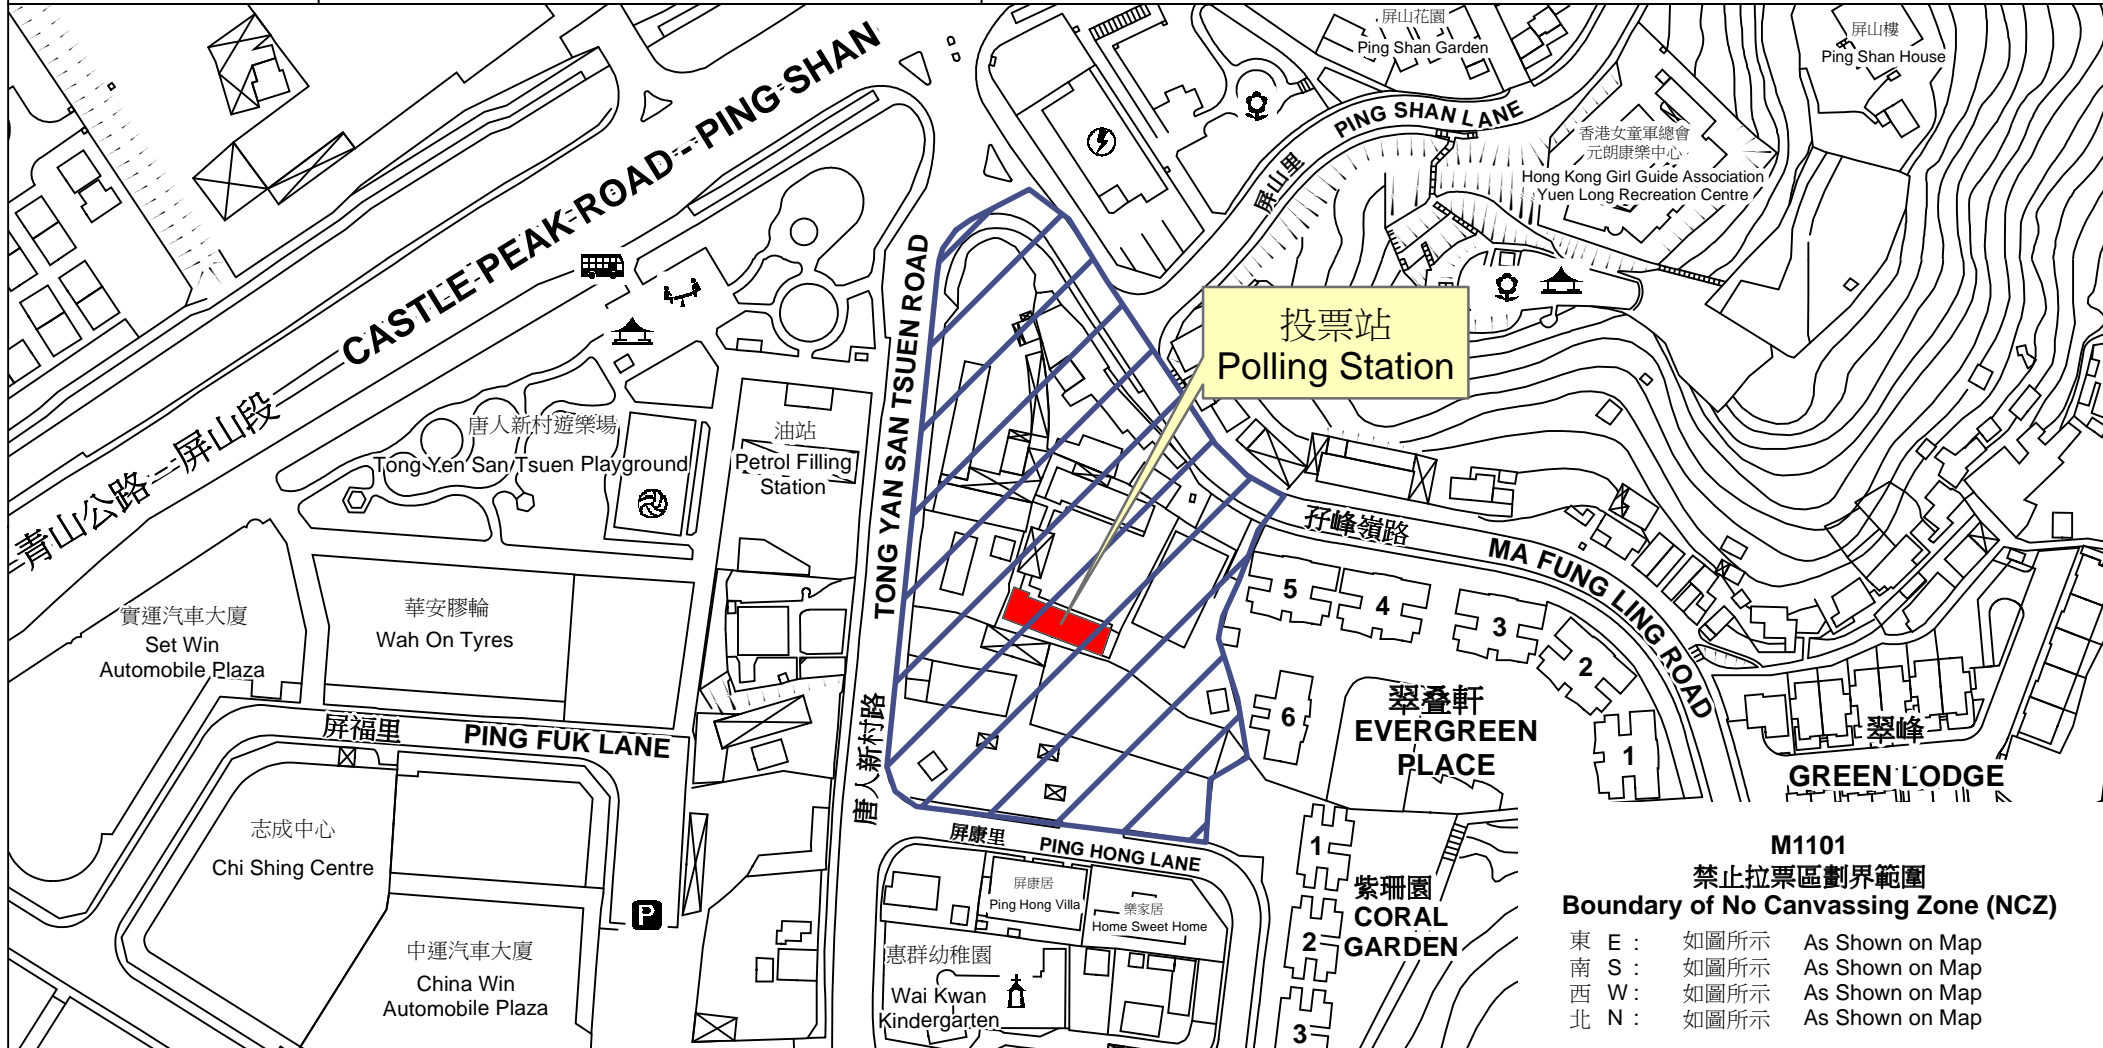 屏山花園
Ping Shan Garden
屏山樓
Ping Shan House
CASTLE PEAK ROAD - PING SHAN
青山公路-屏山段
PING SHAN LANE
屏山里
香港女童軍總會
元朗康樂中心
Hong Kong Girl Guide Association
Yuen Long Recreation Centre
投票站
Polling Station
TONG YAN SAN TSUEN ROAD
唐人新村路
唐人新村遊樂場
Tong Yen San Tsuen Playground
油站
Petrol Filling
Station
孖峰嶺路
MA FUNG LING ROAD
實運汽車大廈
Set Win
Automobile Plaza
華安膠輪
Wah On Tyres
5
4
3
2
1
6
翠叠軒
EVERGREEN
PLACE
翠峰
GREEN LODGE
屏福里
PING FUK LANE
志成中心
Chi Shing Centre
屏康里
PING HONG LANE
屏康居
Ping Hong Villa
樂家居
Home Sweet Home
1
2
3
紫珊園
CORAL
GARDEN
P
中運汽車大廈
China Win
Automobile Plaza
惠群幼稚園
Wai Kwan
Kindergarten
M1101
禁止拉票區劃界範圍
Boundary of No Canvassing Zone (NCZ)
東 E : 如圖所示 As Shown on Map
南 S : 如圖所示 As Shown on Map
西 W : 如圖所示 As Shown on Map
北 N : 如圖所示 As Shown on Map